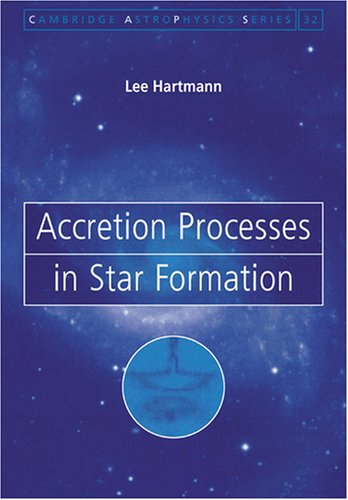 CAMBRIDGE ASTROPHYSICS SERIES 32
Lee Hartmann
Accretion Processes
in Star Formation